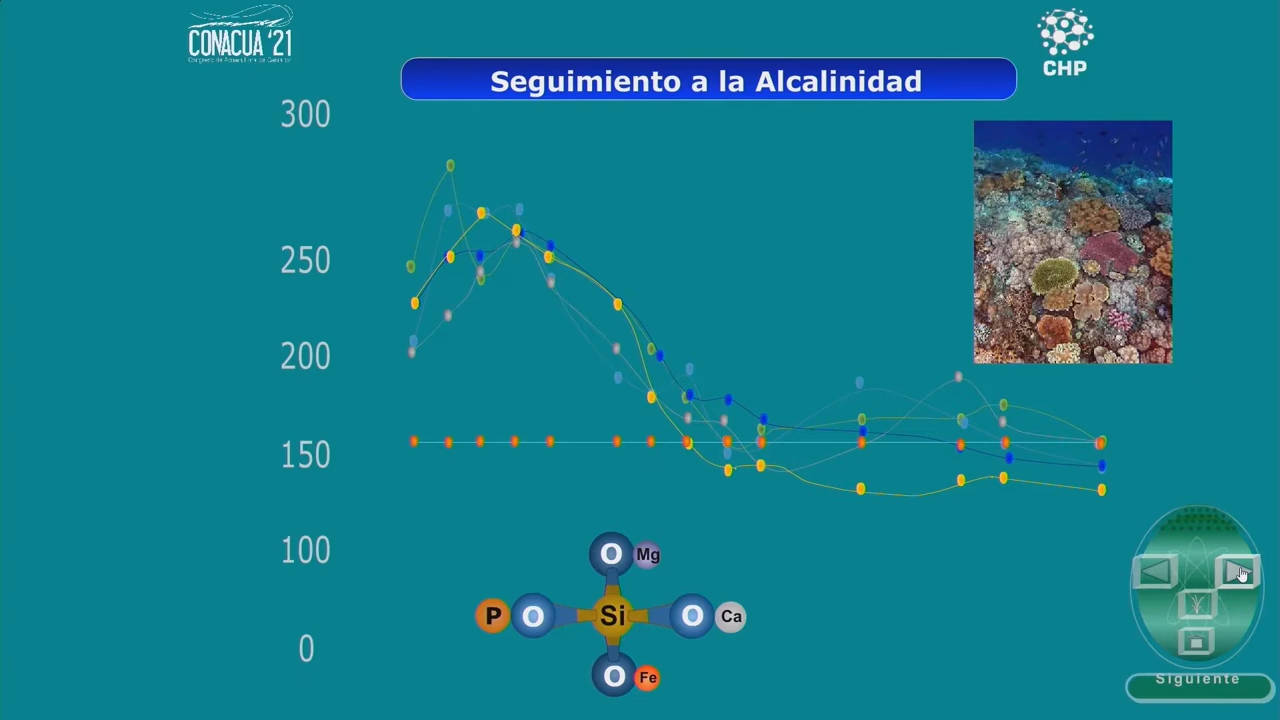 CONACUA '21
CHP
Seguimiento a la Alcalinidad
300
250
200
150
100
0
O
Mg
P
O
Si
O
Ca
O
Fe
Siguiente